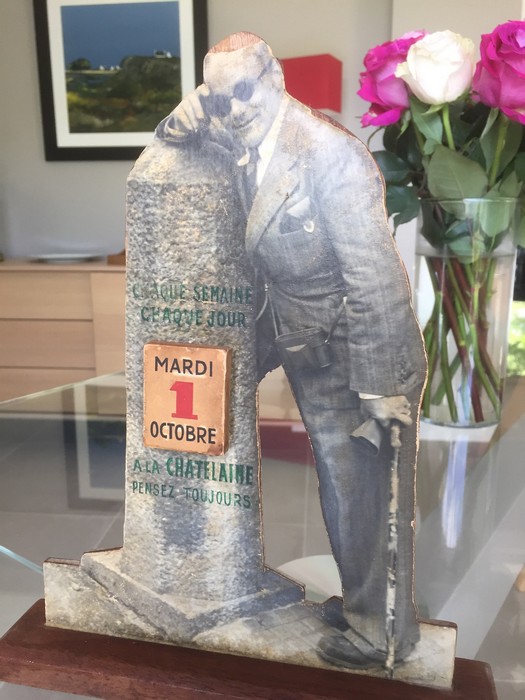 CHAQUE SEMAINE
CHAQUE JOUR
MARDI
1
OCTOBRE
A LA CHATELAINE
PENSEZ TOUJOURS